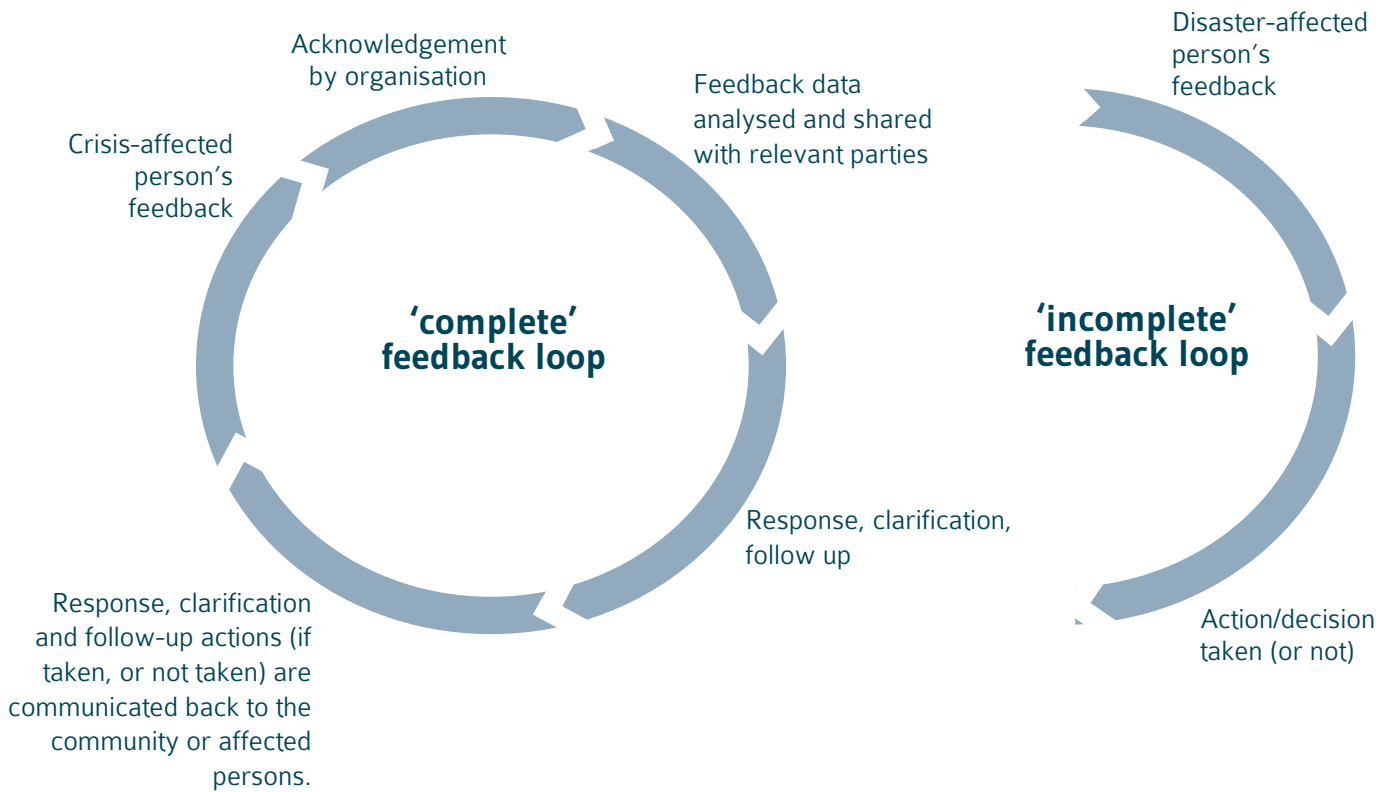 Acknowledgement
by organisation
Crisis-affected
person's
feedback
Feedback data
analysed and shared
with relevant parties
'complete'
feedback loop
Response, clarification,
follow up
Response, clarification
and follow-up actions (if
taken, or not taken) are
communicated back to the
community or affected
persons.
Disaster-affected
person's
feedback
'incomplete'
feedback loop
Action/decision
taken (or not)